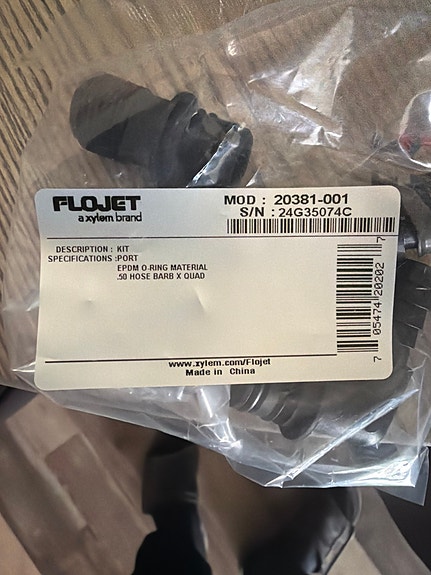 FLOJET
a xylem brand
MOD : 20381-001
S/N : 24G35074C
DESCRIPTION : KIT
SPECIFICATIONS :PORT
EPDM O-RING MATERIAL
.50 HOSE BARB X QUAD
7 05474 20202 7
www.xylem.com/Flojet
Made in China